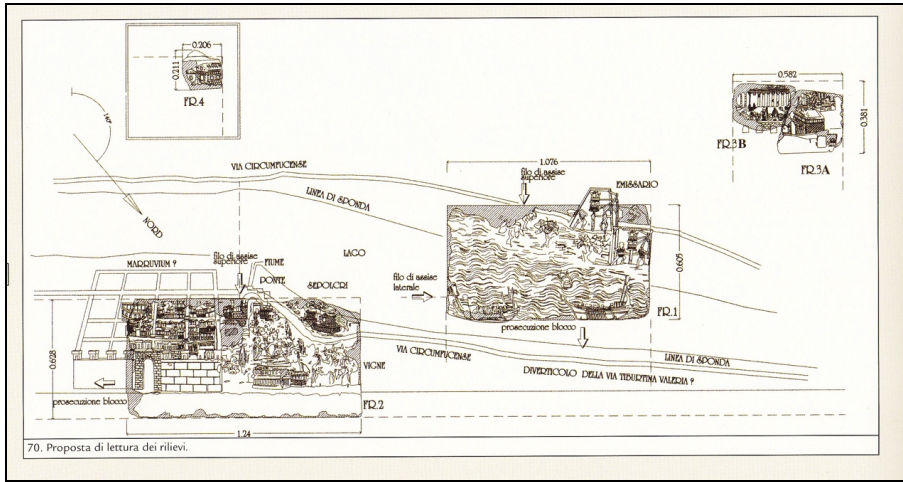 0.206
0.211
FR.4
0.582
0.381
FR.3B
FR.3A
140°
NORD
VIA CIRCUMFUCENSE
LINEA DI SPONDA
1.076
filo di assise
superiore
EMISSARIO
LAGO
0.605
MARRUVIUM ?
filo di assise
superiore
FIUME
PONTE
SEPOLCRI
filo di assise
laterale
FR.1
prosecuzione blocco
0.628
VIA CIRCUMFUCENSE
LINEA DI SPONDA
VIGNE
DIVERTICOLO DELLA VIA TIBURTINA VALERIA ?
prosecuzione blocco
FR.2
1.24
70. Proposta di lettura dei rilievi.